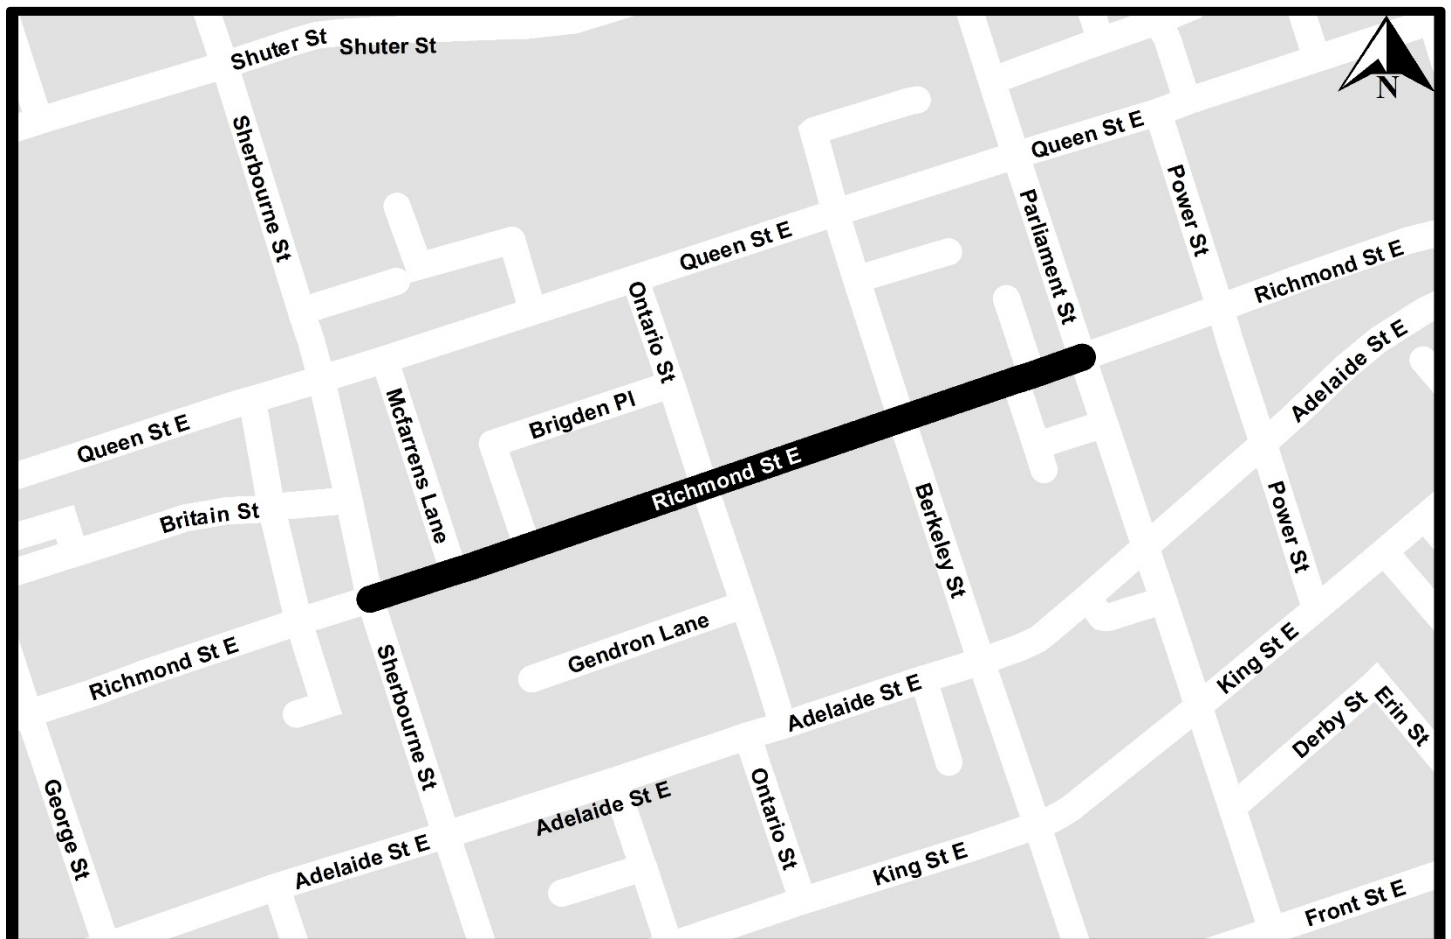 Shuter St
Shuter St
N
Sherbourne St
Queen St E
Power St
Parliament St
Queen St E
Richmond St E
Ontario St
Adelaide St E
Mcfarrens Lane
Brigden Pl
Queen St E
Richmond St E
Britain St
Berkeley St
Power St
Gendron Lane
Richmond St E
Sherbourne St
King St E
Adelaide St E
Derby St
Erin St
George St
Adelaide St E
Ontario St
Adelaide St E
King St E
Front St E